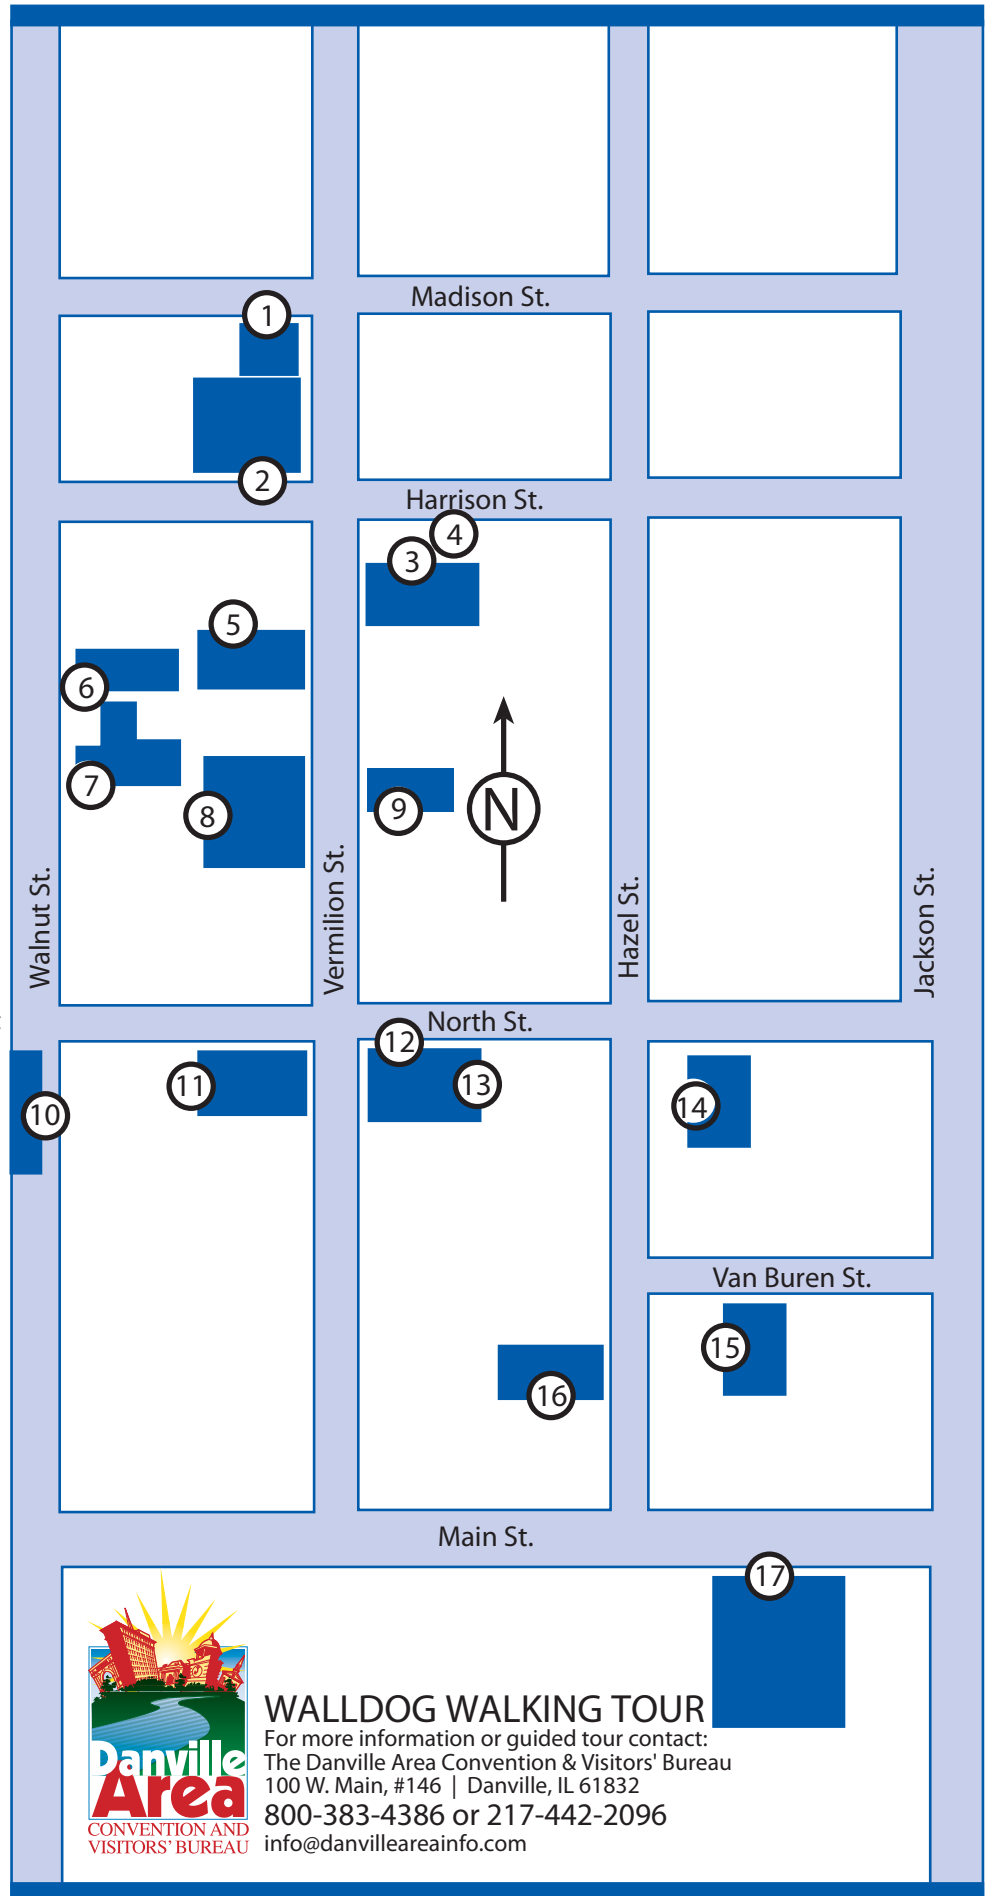 Madison St.
1
2
Harrison St.
4
3
5
6
7
8
9
N
Walnut St.
Vermilion St.
Hazel St.
Jackson St.
North St.
12
13
11
10
14
Van Buren St.
15
16
Main St.
17
WALLDOG WALKING TOUR
For more information or guided tour contact:
The Danville Area Convention & Visitors' Bureau
100 W. Main, #146 | Danville, IL 61832
800-383-4386 or 217-442-2096
info@danvilleareainfo.com
Danville
Area
CONVENTION AND
VISITORS' BUREAU